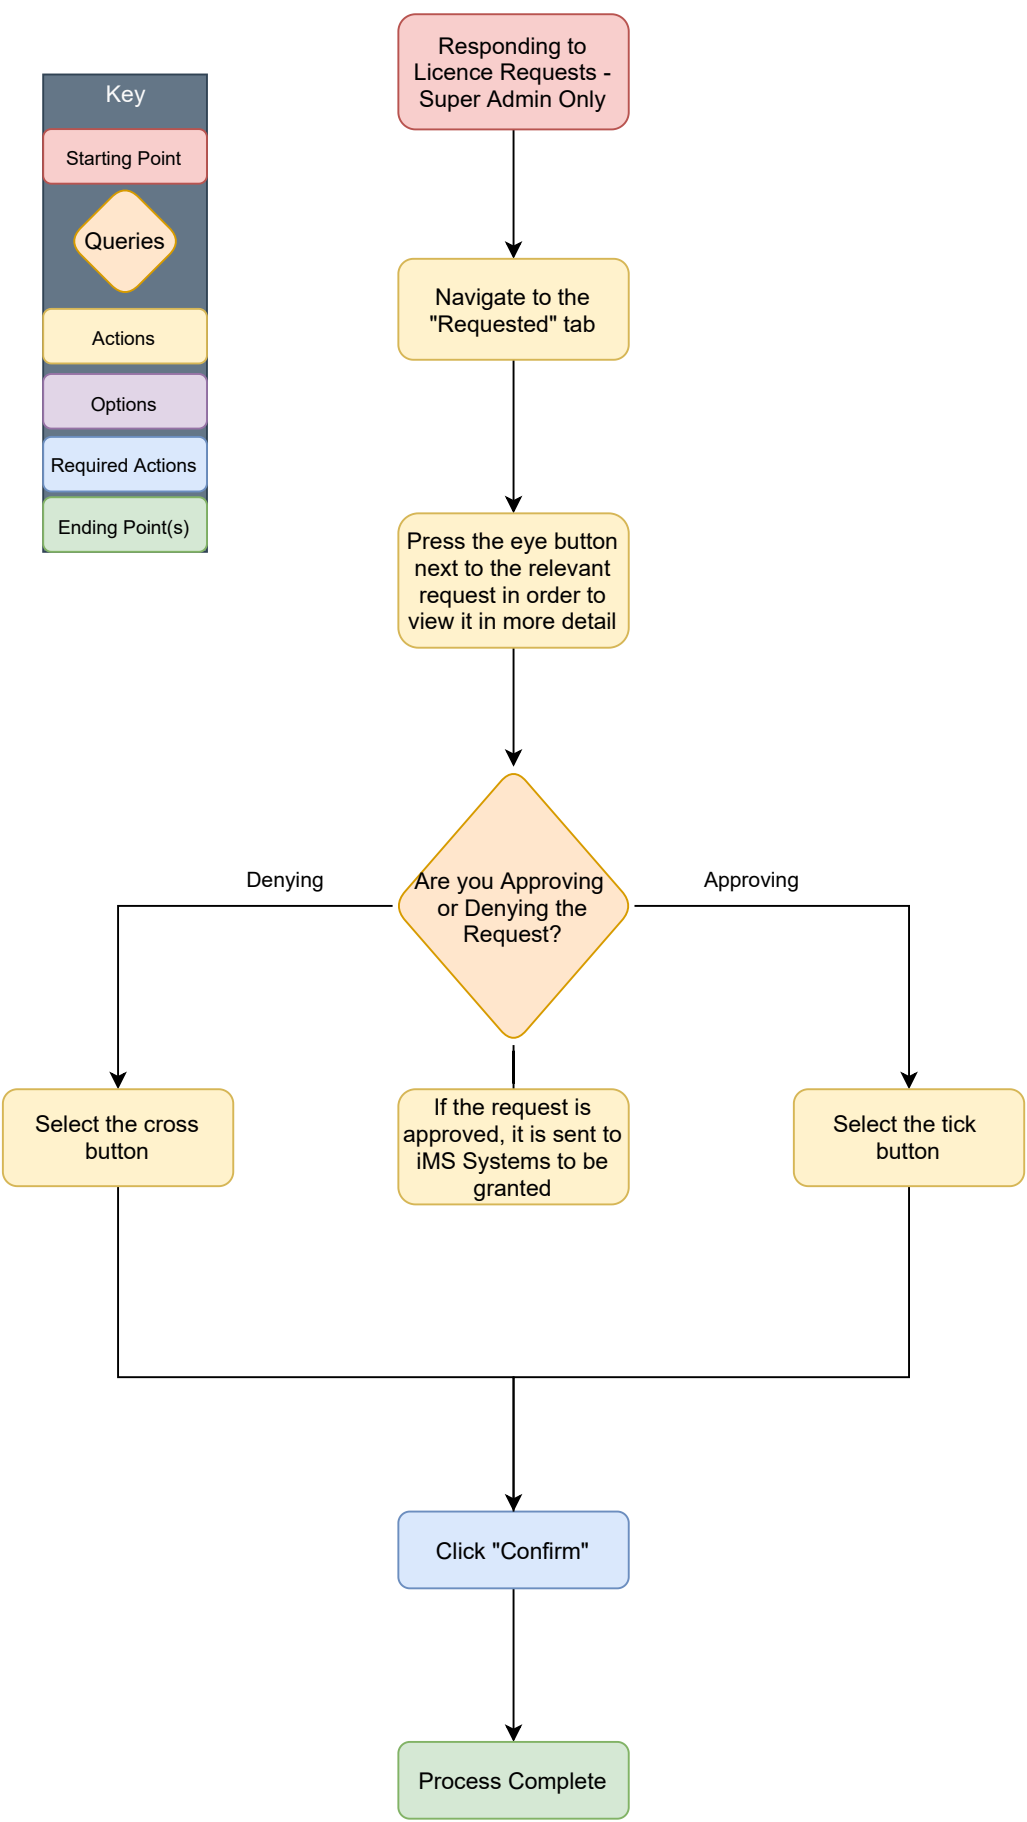 Responding to
Licence Requests -
Super Admin Only
Key
Starting Point
Queries
Actions
Options
Required Actions
Ending Point(s)
Navigate to the
"Requested" tab
Press the eye button
next to the relevant
request in order to
view it in more detail
Are you Approving
or Denying the
Request?
Denying
Approving
Select the cross
button
If the request is
approved, it is sent to
iMS Systems to be
granted
Select the tick
button
Click "Confirm"
Process Complete